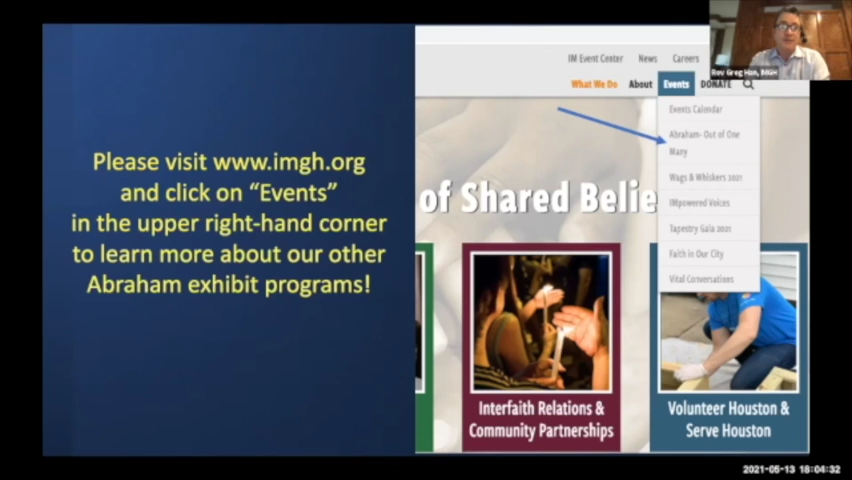 Please visit www.imgh.org
and click on “Events”
in the upper right-hand corner
to learn more about our other
Abraham exhibit programs!
IM Event Center News Careers
What We Do About Events DONATE
Events Calendar
Abraham- Out of One
Many
Wags & Whiskers 2021
IMpowered Voices
Tapestry Gala 2021
Faith in Our City
Vital Conversations
of Shared Belie
Interfaith Relations &
Community Partnerships
Volunteer Houston &
Serve Houston
Rev Greg Han, IMGH
2021-05-13 18:04:32